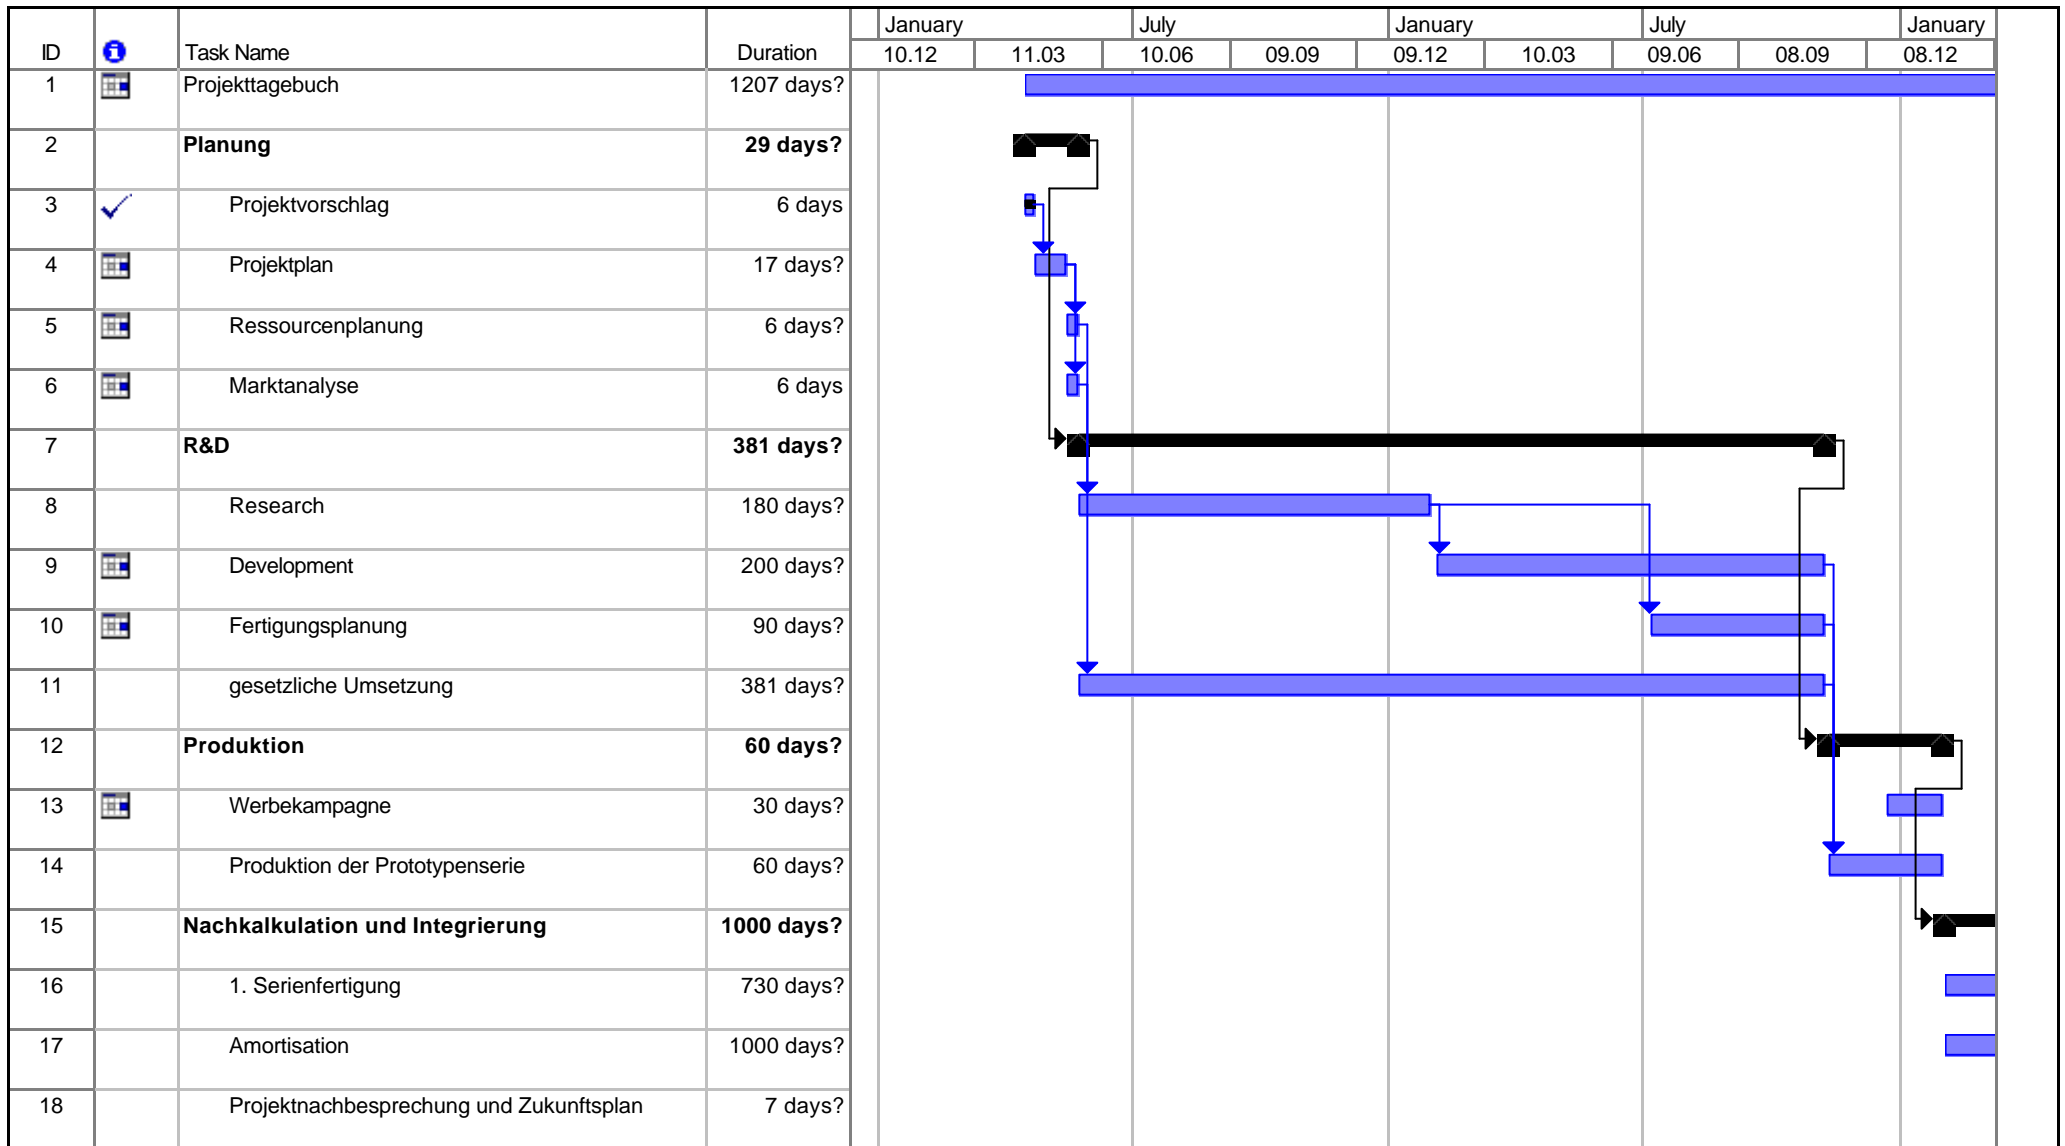 January July January July January
ID Task Name Duration 10.12 11.03 10.06 09.09 09.12 10.03 09.06 08.09 08.12
1 Projekttagebuch 1207 days?
2 Planung 29 days?
3 Projektvorschlag 6 days
4 Projektplan 17 days?
5 Ressourcenplanung 6 days?
6 Marktanalyse 6 days
7 R&D 381 days?
8 Research 180 days?
9 Development 200 days?
10 Fertigungsplanung 90 days?
11 gesetzliche Umsetzung 381 days?
12 Produktion 60 days?
13 Werbekampagne 30 days?
14 Produktion der Prototypenserie 60 days?
15 Nachkalkulation und Integrierung 1000 days?
16 1. Serienfertigung 730 days?
17 Amortisation 1000 days?
18 Projektnachbesprechung und Zukunftsplan 7 days?